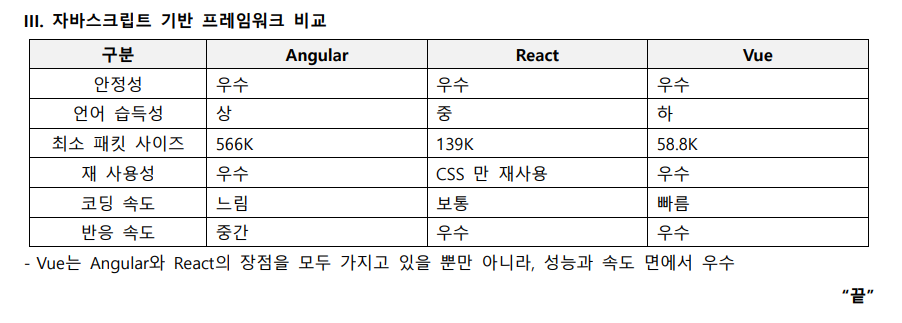 III. 자바스크립트 기반 프레임워크 비교
구분 Angular React Vue
안정성 우수 우수 우수
언어 습득성 상 중 하
최소 패킷 사이즈 566K 139K 58.8K
재 사용성 우수 CSS 만 재사용 우수
코딩 속도 느림 보통 빠름
반응 속도 중간 우수 우수
- Vue는 Angular와 React의 장점을 모두 가지고 있을 뿐만 아니라, 성능과 속도 면에서 우수
“끝”